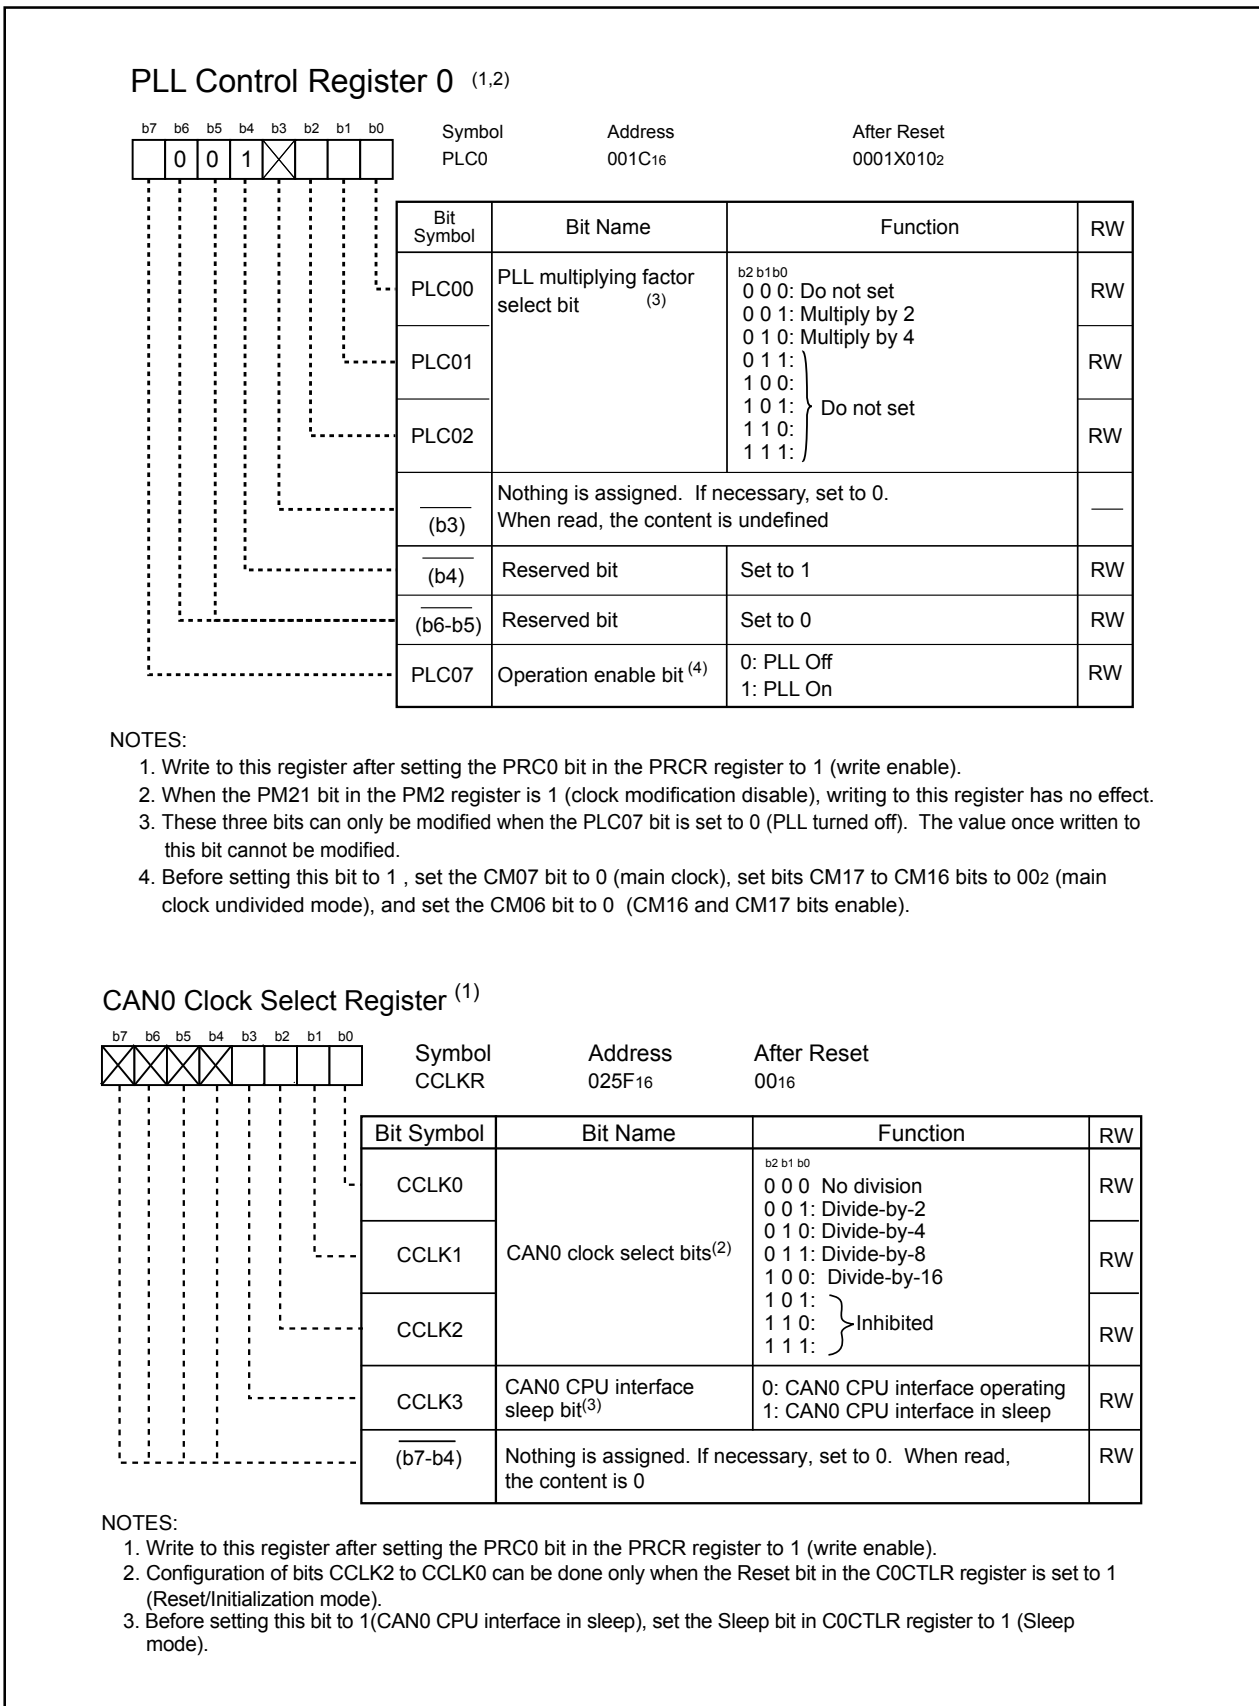 PLL Control Register 0 (1,2)
b7 b6 b5 b4 b3 b2 b1 b0
Symbol Address After Reset
0 0 1
PLC0 001C16 0001X0102
Bit Symbol Bit Name Function RW
PLC00 PLL multiplying factor select bit (3) RW
b2 b1 b0
0 0 0: Do not set
0 0 1: Multiply by 2
0 1 0: Multiply by 4
PLC01 RW
0 1 1:
1 0 0:
1 0 1: Do not set
1 1 0:
1 1 1:
PLC02 RW
(b3) Nothing is assigned. If necessary, set to 0.
When read, the content is undefined
(b4) Reserved bit Set to 1 RW
(b6-b5) Reserved bit Set to 0 RW
PLC07 Operation enable bit (4) 0: PLL Off RW
1: PLL On
NOTES:
1. Write to this register after setting the PRC0 bit in the PRCR register to 1 (write enable).
2. When the PM21 bit in the PM2 register is 1 (clock modification disable), writing to this register has no effect.
3. These three bits can only be modified when the PLC07 bit is set to 0 (PLL turned off). The value once written to
this bit cannot be modified.
4. Before setting this bit to 1 , set the CM07 bit to 0 (main clock), set bits CM17 to CM16 bits to 002 (main
clock undivided mode), and set the CM06 bit to 0 (CM16 and CM17 bits enable).
CAN0 Clock Select Register (1)
b7 b6 b5 b4 b3 b2 b1 b0
Symbol Address After Reset
CCLKR 025F16 0016
Bit Symbol Bit Name Function RW
CCLK0 RW
b2 b1 b0
0 0 0 No division
0 0 1: Divide-by-2
0 1 0: Divide-by-4
CCLK1 CAN0 clock select bits(2) RW
0 1 1: Divide-by-8
1 0 0: Divide-by-16
1 0 1:
1 1 0: Inhibited
1 1 1:
CCLK2 RW
CCLK3 CAN0 CPU interface sleep bit(3) RW
0: CAN0 CPU interface operating
1: CAN0 CPU interface in sleep
(b7-b4) Nothing is assigned. If necessary, set to 0. When read, RW
the content is 0
NOTES:
1. Write to this register after setting the PRC0 bit in the PRCR register to 1 (write enable).
2. Configuration of bits CCLK2 to CCLK0 can be done only when the Reset bit in the C0CTLR register is set to 1
(Reset/Initialization mode).
3. Before setting this bit to 1(CAN0 CPU interface in sleep), set the Sleep bit in C0CTLR register to 1 (Sleep
mode).